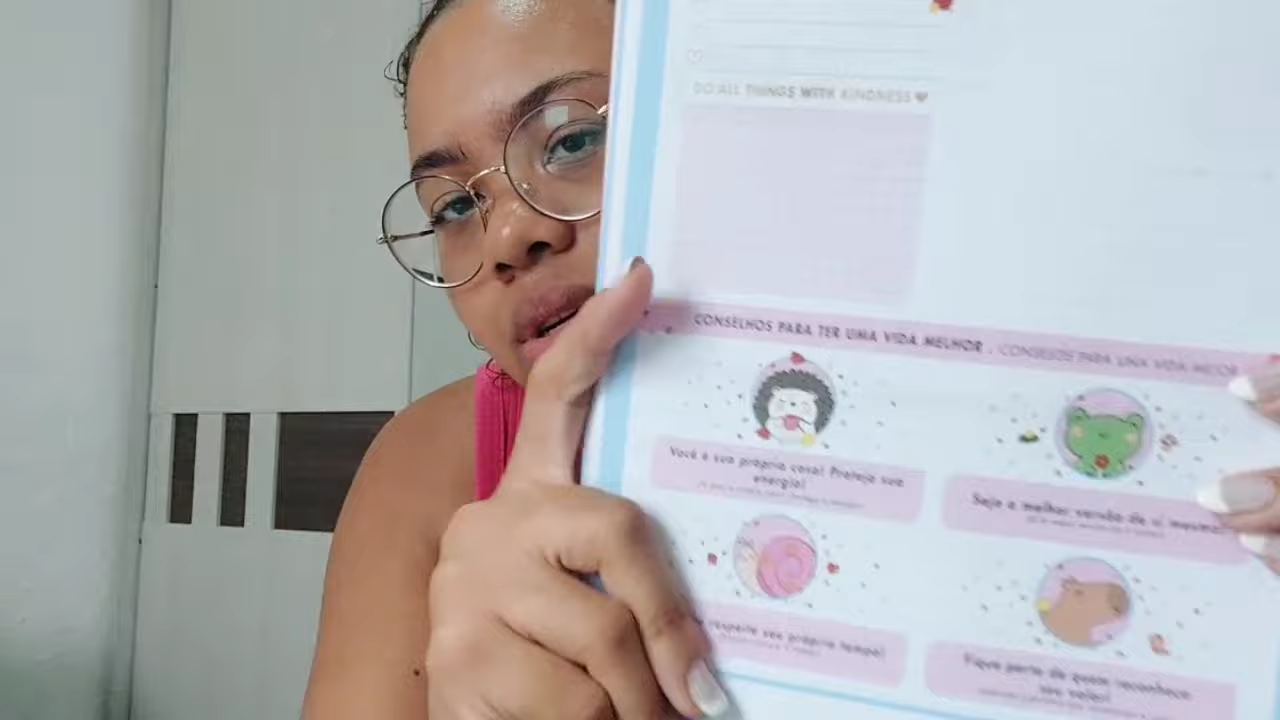 DO ALL THINGS WITH KINDNESS
CONSELHOS PARA TER UMA VIDA MELHOR . CONSEJOS PARA UNA VIDA MEJOR
Você é sua própria casa! Proteja sua
energia!
Seja a melhor versão de si mesmo!
respeite seu próprio tempo!
Fique perto de quem reconhece
seu valor!